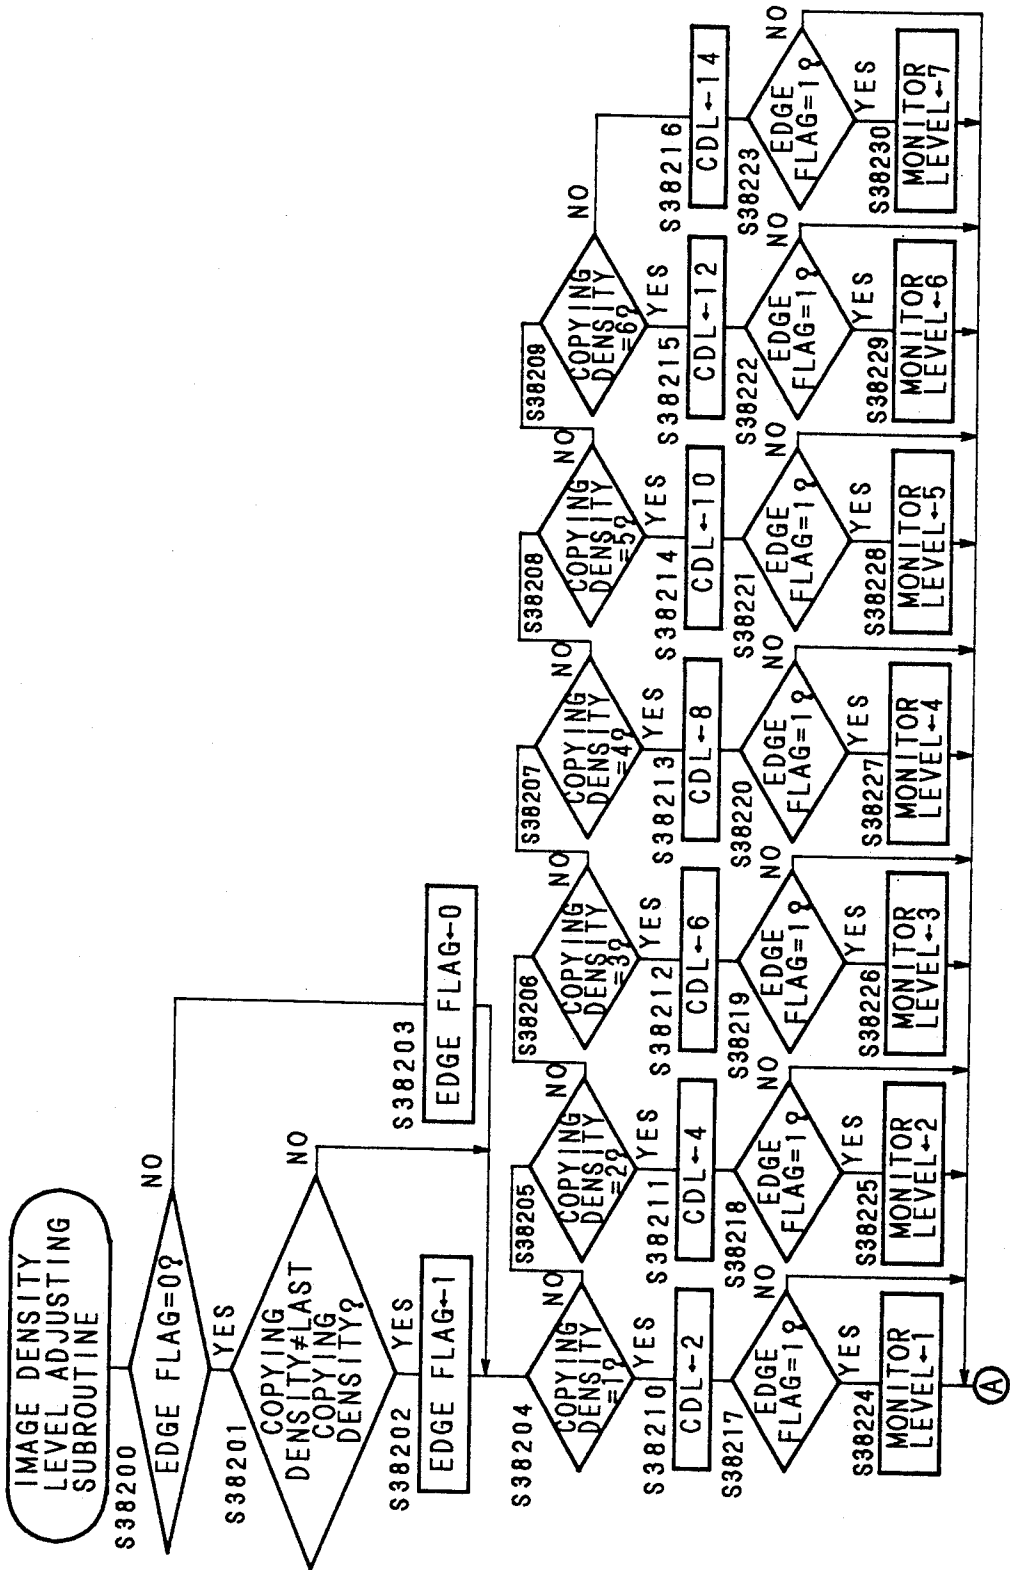 IMAGE DENSITY
LEVEL ADJUSTING
SUBROUTINE
S38200
EDGE FLAG=0?
NO
YES
S38201
COPYING
DENSITY≠LAST
COPYING
DENSITY?
NO
YES
S38202
EDGE FLAG←1
S38203
EDGE FLAG←0
S38204
COPYING
DENSITY
=1?
NO
YES
S38205
COPYING
DENSITY
=2?
NO
YES
S38206
COPYING
DENSITY
=3?
NO
YES
S38207
COPYING
DENSITY
=4?
NO
YES
S38208
COPYING
DENSITY
=5?
NO
YES
S38209
COPYING
DENSITY
=6?
NO
YES
S38210
CDL←2
S38211
CDL←4
S38212
CDL←6
S38213
CDL←8
S38214
CDL←10
S38215
CDL←12
S38216
CDL←14
S38217
EDGE
FLAG=1?
NO
YES
S38218
EDGE
FLAG=1?
NO
YES
S38219
EDGE
FLAG=1?
NO
YES
S38220
EDGE
FLAG=1?
NO
YES
S38221
EDGE
FLAG=1?
NO
YES
S38222
EDGE
FLAG=1?
NO
YES
S38223
EDGE
FLAG=1?
NO
YES
S38224
MONITOR
LEVEL←1
S38225
MONITOR
LEVEL←2
S38226
MONITOR
LEVEL←3
S38227
MONITOR
LEVEL←4
S38228
MONITOR
LEVEL←5
S38229
MONITOR
LEVEL←6
S38230
MONITOR
LEVEL←7
A